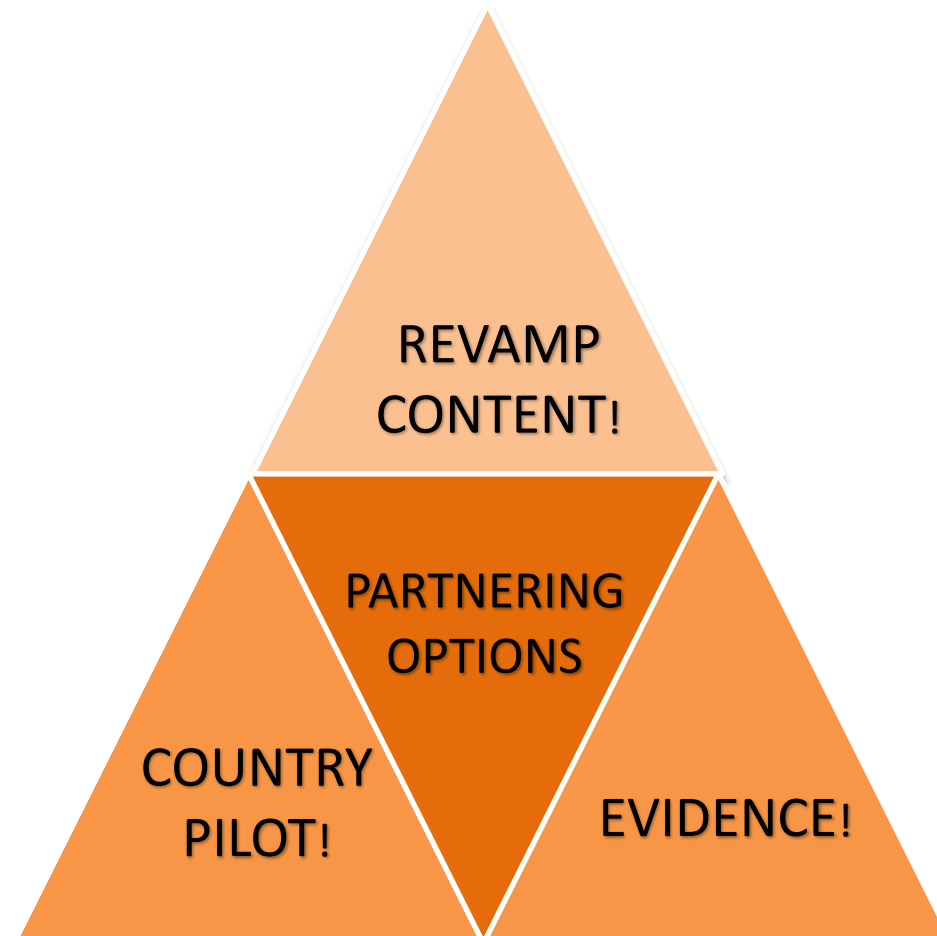 REVAMP
CONTENT!
PARTNERING
OPTIONS
COUNTRY
PILOT!
EVIDENCE!